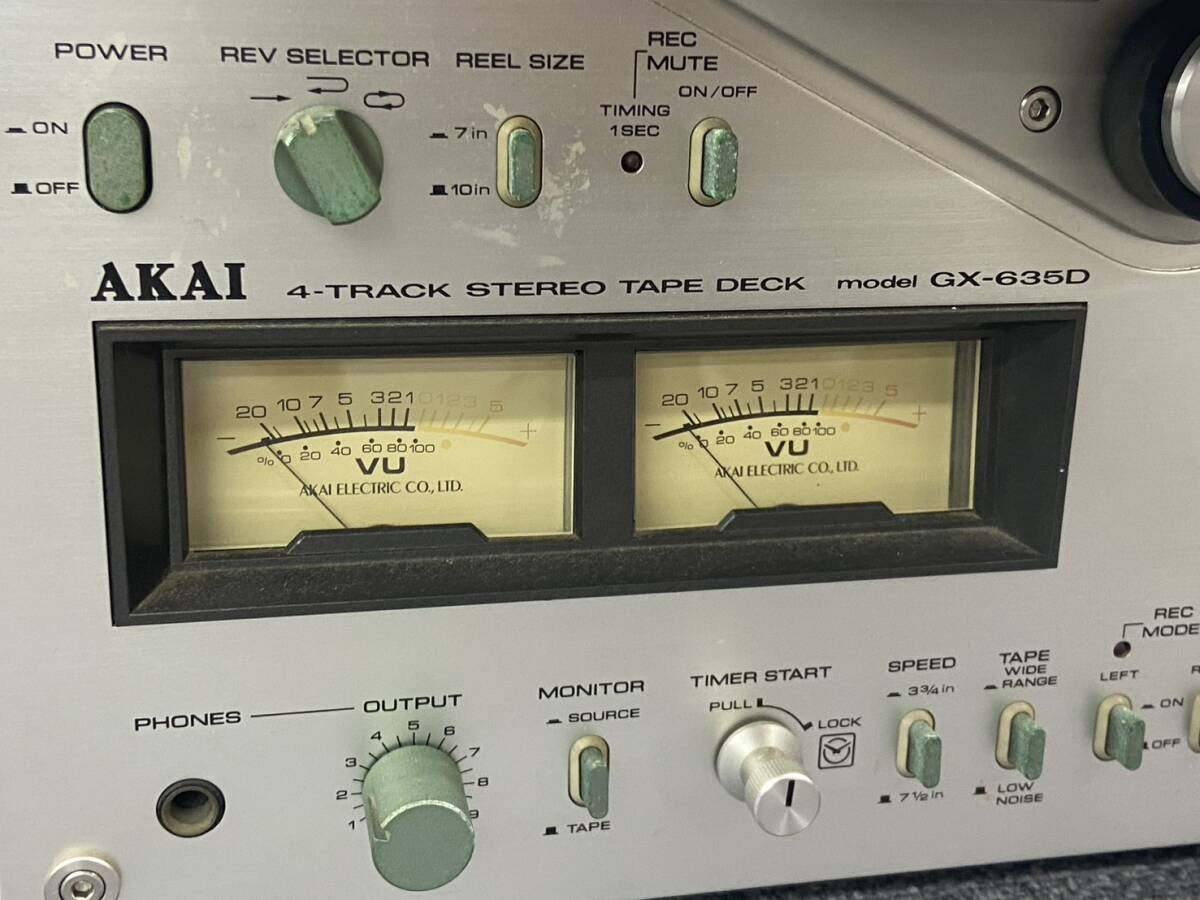 POWER
ON
OFF
REV SELECTOR
REEL SIZE
7 in
10 in
REC
MUTE
ON/OFF
TIMING
1SEC
AKAI 4-TRACK STEREO TAPE DECK model GX-635D
20 10 7 5 3 2 1 0 1 2 3 5
- +
% 0 20 40 60 80 100
VU
AKAI ELECTRIC CO., LTD.
20 10 7 5 3 2 1 0 1 2 3 5
- +
% 0 20 40 60 80 100
VU
AKAI ELECTRIC CO., LTD.
PHONES
OUTPUT
1 2 3 4 5 6 7 8 9
MONITOR
SOURCE
TAPE
TIMER START
PULL
LOCK
SPEED
3 3/4 in
7 1/2 in
TAPE
WIDE
RANGE
LOW
NOISE
REC
MODE
LEFT
ON
OFF